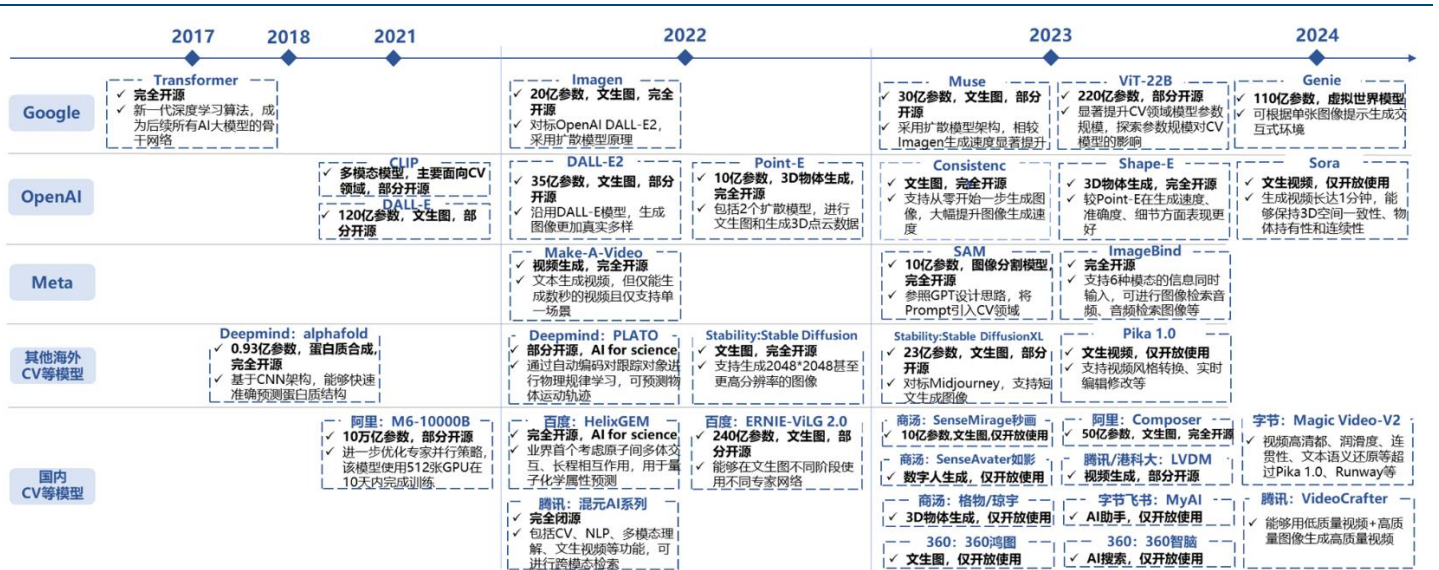 2017
2018
2021
2022
2023
2024
Google
Transformer
✓ 完全开源
✓ 新一代深度学习算法，成
为后续所有AI大模型的骨
干网络
Imagen
✓ 20亿参数，文生图，完全
开源
✓ 对标OpenAI DALL-E2，
采用扩散模型原理
Muse
✓ 30亿参数，文生图，部分
开源
✓ 采用扩散模型架构，相较
Imagen生成速度显著提升
ViT-22B
✓ 220亿参数，部分开源
✓ 显著提升CV领域模型参数
规模，探索参数规模对CV
模型的影响
Genie
✓ 110亿参数，虚拟世界模型
✓ 可根据单张图像提示生成交
互式环境
OpenAI
CLIP
✓ 多模态模型，主要面向CV
领域，部分开源
DALL-E
✓ 120亿参数，文生图，部
分开源
DALL-E2
✓ 35亿参数，文生图，部分
开源
✓ 沿用DALL-E模型，生成
图像更加真实多样
Point-E
✓ 10亿参数，3D物体生成，
完全开源
✓ 包括2个扩散模型，进行
文生图和生成3D点云数据
Consistenc
✓ 文生图，完全开源
✓ 支持从零开始一步生成图
像，大幅提升图像生成速
度
Shape-E
✓ 3D物体生成，完全开源
✓ 较Point-E在生成速度、
准确度、细节方面表现更
好
Sora
✓ 文生视频，仅开放使用
✓ 生成视频长达1分钟，能
够保持3D空间一致性、物
体持有性和连续性
Meta
Make-A-Video
✓ 视频生成，完全开源
✓ 文本生成视频，但仅能生
成数秒的视频且仅支持单
一场景
SAM
✓ 10亿参数，图像分割模型，
完全开源
✓ 参照GPT设计思路，将
Prompt引入CV领域
ImageBind
✓ 完全开源
✓ 支持6种模态的信息同时
输入，可进行图像检索音
频、音频检索图像等
其他海外
CV等模型
Deepmind：alphafold
✓ 0.93亿参数，蛋白质合成，
完全开源
✓ 基于CNN架构，能够快速
准确预测蛋白质结构
Deepmind：PLATO
✓ 部分开源，AI for science
✓ 通过自动编码对跟踪对象进
行物理规律学习，可预测物
体运动轨迹
Stability:Stable Diffusion
✓ 文生图，完全开源
✓ 支持生成2048*2048甚至
更高分辨率的图像
Stability:Stable DiffusionXL
✓ 23亿参数，文生图，部分
开源
✓ 对标Midjourney，支持短
文生成图像
Pika 1.0
✓ 文生视频，仅开放使用
✓ 支持视频风格转换、实时
编辑修改等
国内
CV等模型
阿里：M6-10000B
✓ 10万亿参数，部分开源
✓ 进一步优化专家并行策略，
该模型使用512张GPU在
10天内完成训练
百度：HelixGEM
✓ 完全开源，AI for science
✓ 业界首个考虑原子间多体交
互、长程相互作用，用于量
子化学属性预测
腾讯：混元AI系列
✓ 完全闭源
✓ 包括CV、NLP、多模态理
解、文生视频等功能，可
进行跨模态检索
百度：ERNIE-ViLG 2.0
✓ 240亿参数，文生图，部
分开源
✓ 能够在文生图不同阶段使
用不同专家网络
商汤：SenseMirage秒画
✓ 10亿参数,文生图,仅开放使用
商汤：SenseAvater如影
✓ 数字人生成，仅开放使用
商汤：格物/琼宇
✓ 3D物体生成，仅开放使用
360：360鸿图
✓ 文生图，仅开放使用
阿里：Composer
✓ 50亿参数，文生图，完全开源
腾讯/港科大：LVDM
✓ 视频生成，部分开源
字节飞书：MyAI
✓ AI助手，仅开放使用
360：360智脑
✓ AI搜索，仅开放使用
字节：Magic Video-V2
✓ 视频高清都、润滑度、连
贯性、文本语义还原等超
过Pika 1.0、Runway等
腾讯：VideoCrafter
✓ 能够用低质量视频+高质
量图像生成高质量视频